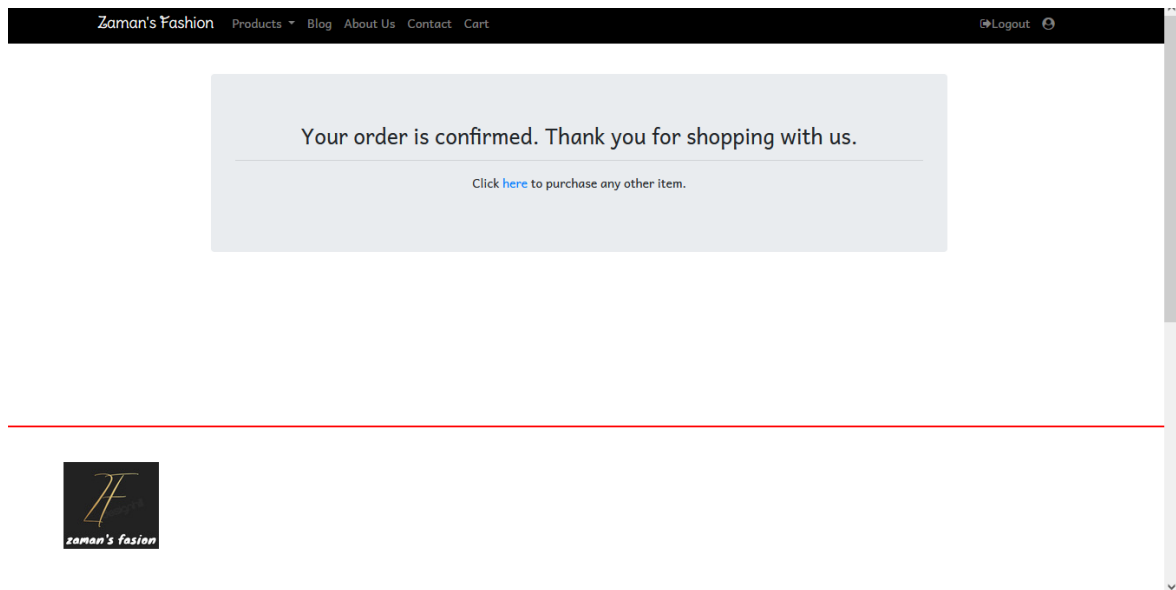 Zaman's Fashion Products Blog About Us Contact Cart Logout
Your order is confirmed. Thank you for shopping with us.
Click here to purchase any other item.
zaman's fasion